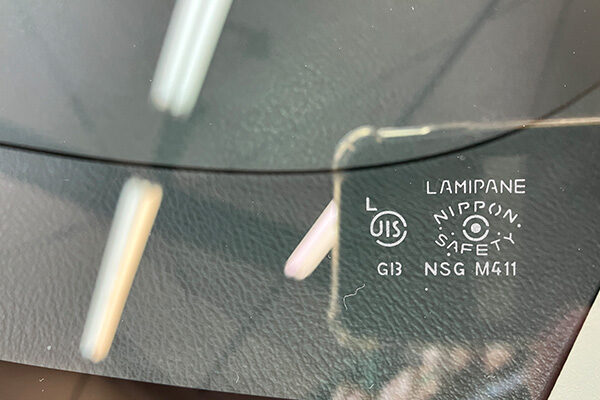 LAMIPANE
L
JIS
NIPPON
SAFETY
GB NSG M411